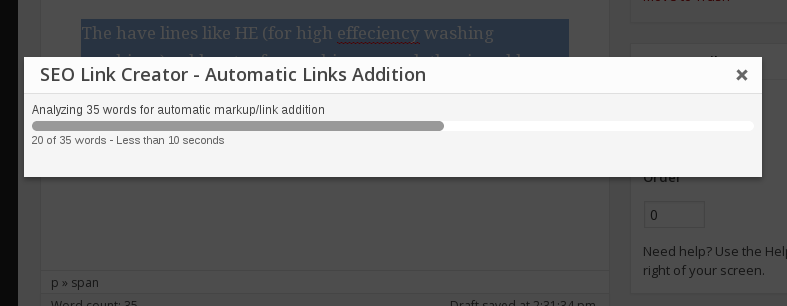 The have lines like HE (for high effeciency washing
SEO Link Creator - Automatic Links Addition
Analyzing 35 words for automatic markup/link addition
20 of 35 words - Less than 10 seconds
Order
0
Need help? Use the Help
right of your screen.
p » span
Word count: 35
Draft saved at 2:31:34 pm